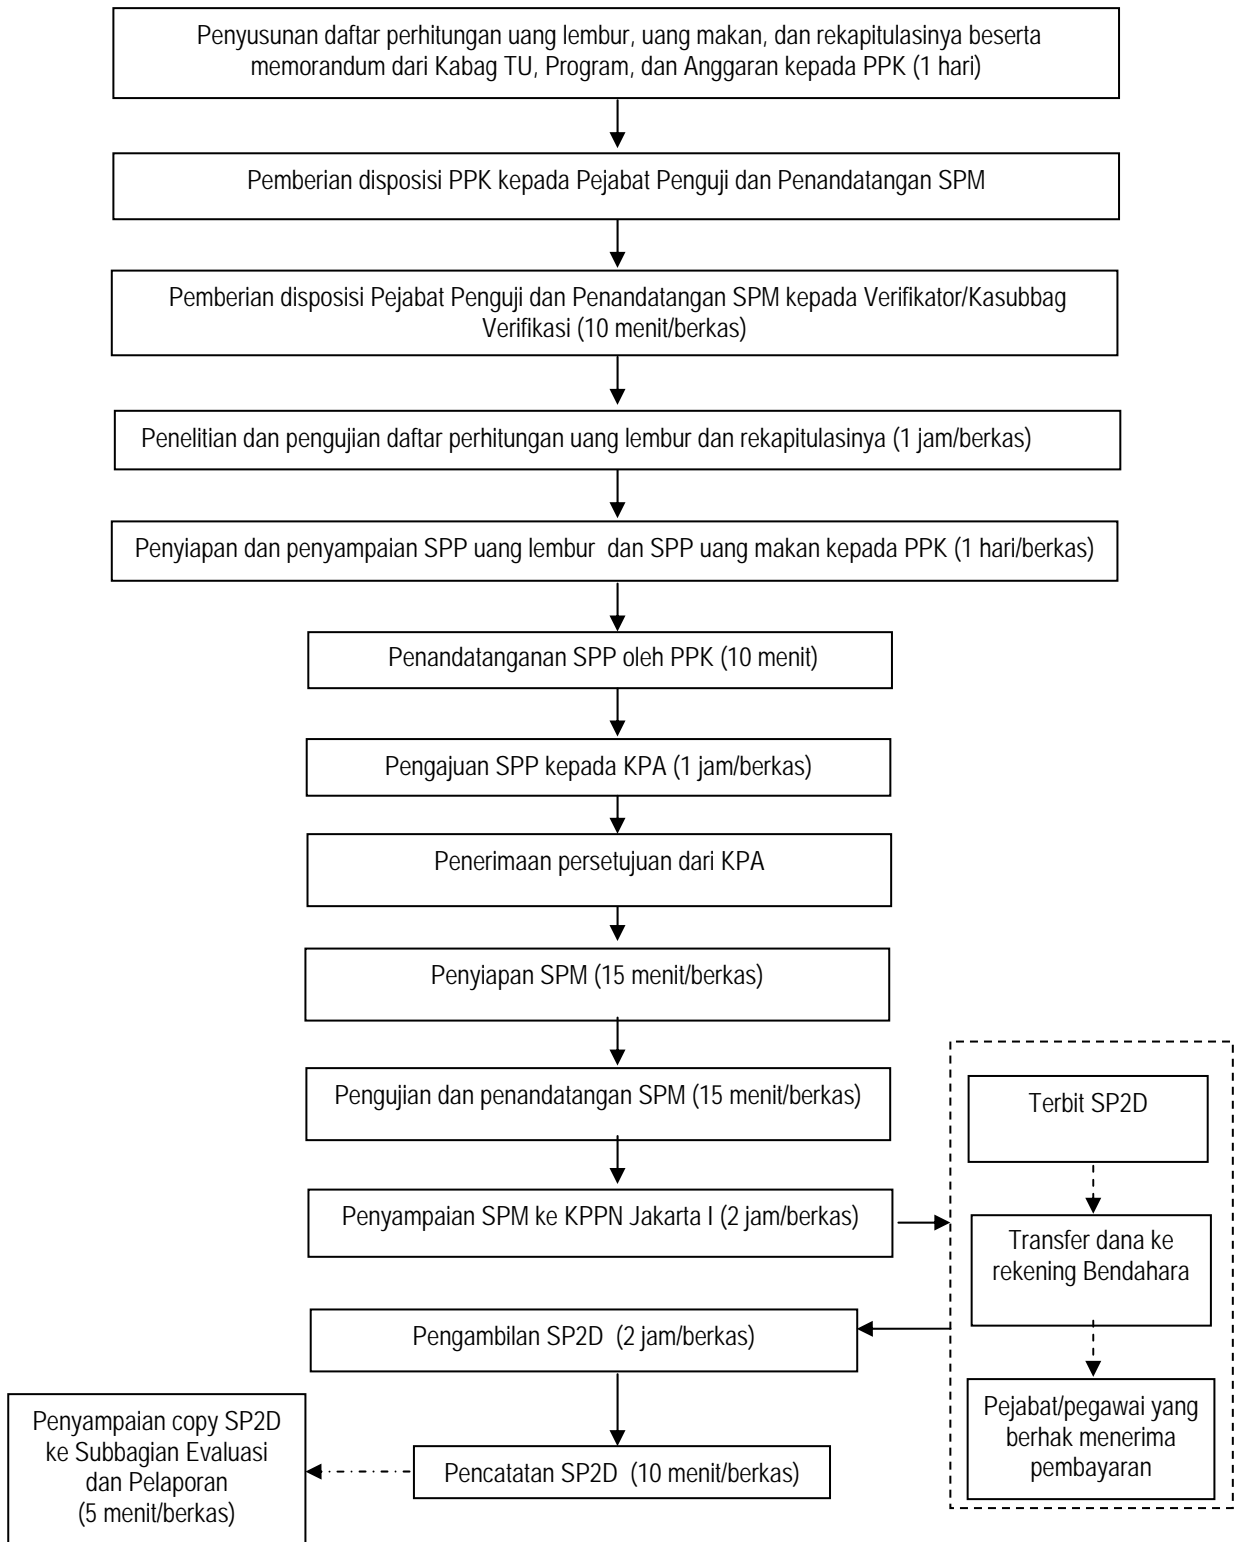 Penyusunan daftar perhitungan uang lembur, uang makan, dan rekapitulasinya beserta
memorandum dari Kabag TU, Program, dan Anggaran kepada PPK (1 hari)
Pemberian disposisi PPK kepada Pejabat Penguji dan Penandatangan SPM
Pemberian disposisi Pejabat Penguji dan Penandatangan SPM kepada Verifikator/Kasubbag
Verifikasi (10 menit/berkas)
Penelitian dan pengujian daftar perhitungan uang lembur dan rekapitulasinya (1 jam/berkas)
Penyiapan dan penyampaian SPP uang lembur dan SPP uang makan kepada PPK (1 hari/berkas)
Penandatanganan SPP oleh PPK (10 menit)
Pengajuan SPP kepada KPA (1 jam/berkas)
Penerimaan persetujuan dari KPA
Penyiapan SPM (15 menit/berkas)
Pengujian dan penandatangan SPM (15 menit/berkas)
Penyampaian SPM ke KPPN Jakarta I (2 jam/berkas)
Terbit SP2D
Transfer dana ke
rekening Bendahara
Pejabat/pegawai yang
berhak menerima
pembayaran
Pengambilan SP2D (2 jam/berkas)
Pencatatan SP2D (10 menit/berkas)
Penyampaian copy SP2D
ke Subbagian Evaluasi
dan Pelaporan
(5 menit/berkas)